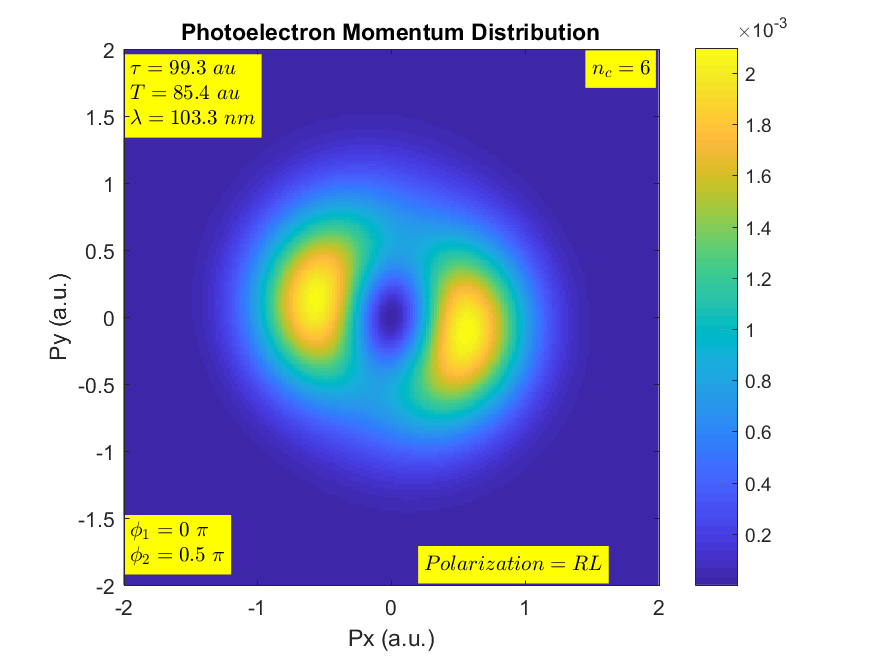 Photoelectron Momentum Distribution
×10⁻³
τ = 99.3 au
T = 85.4 au
λ = 103.3 nm
n_c = 6
2
1.5
1
0.5
0
-0.5
-1
-1.5
-2
Py (a.u.)
ϕ₁ = 0 π
ϕ₂ = 0.5 π
Polarization = RL
-2
-1
0
1
2
Px (a.u.)
2
1.8
1.6
1.4
1.2
1
0.8
0.6
0.4
0.2